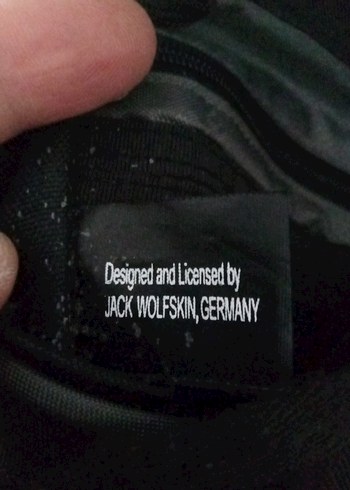 Designed and Licensed by
JACK WOLFSKIN, GERMANY